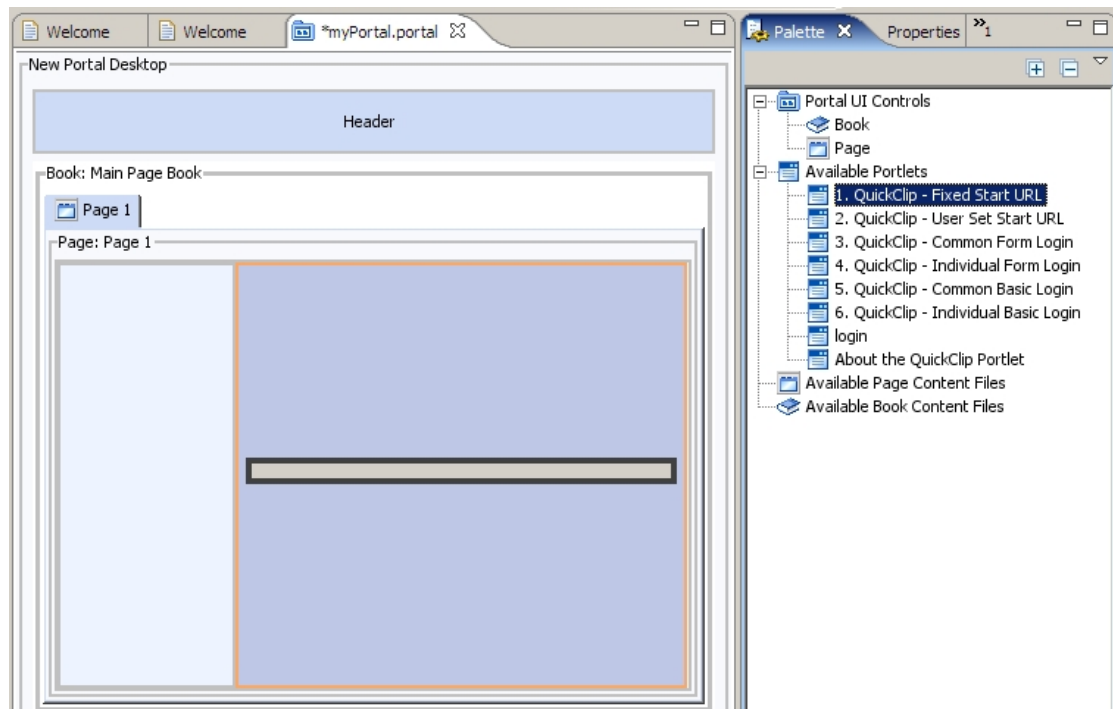 Welcome
Welcome
*myPortal.portal
New Portal Desktop
Header
Book: Main Page Book
Page 1
Page: Page 1
Palette
Properties
»1
Portal UI Controls
Book
Page
Available Portlets
1. QuickClip - Fixed Start URL
2. QuickClip - User Set Start URL
3. QuickClip - Common Form Login
4. QuickClip - Individual Form Login
5. QuickClip - Common Basic Login
6. QuickClip - Individual Basic Login
login
About the QuickClip Portlet
Available Page Content Files
Available Book Content Files